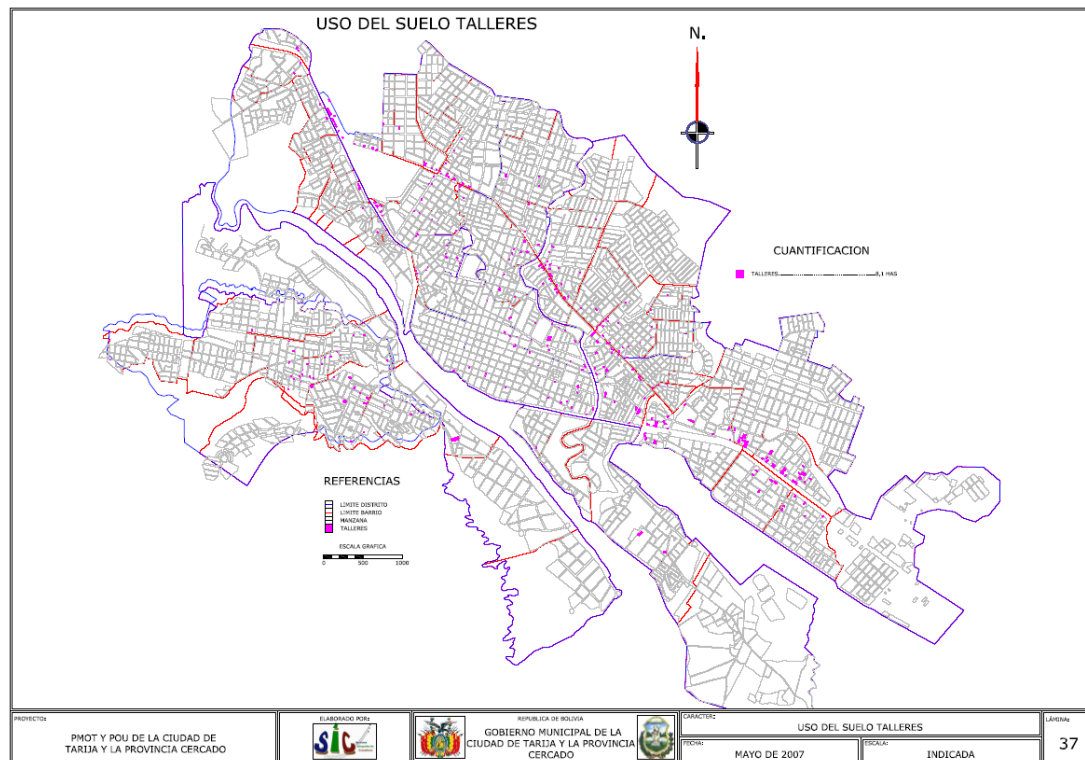 USO DEL SUELO TALLERES
N.
CUANTIFICACION
TALLERES 8,1 HAS
REFERENCIAS
LIMITE DISTRITO
LIMITE BARRIO
MANZANA
TALLERES
ESCALA GRAFICA
0 500 1000
PROYECTO:
PMOT Y POU DE LA CIUDAD DE
TARIJA Y LA PROVINCIA CERCADO
ELABORADO POR:
SIC
REPUBLICA DE BOLIVIA
GOBIERNO MUNICIPAL DE LA
CIUDAD DE TARIJA Y LA PROVINCIA
CERCADO
CARACTER:
USO DEL SUELO TALLERES
FECHA:
MAYO DE 2007
ESCALA:
INDICADA
LÁMINA:
37